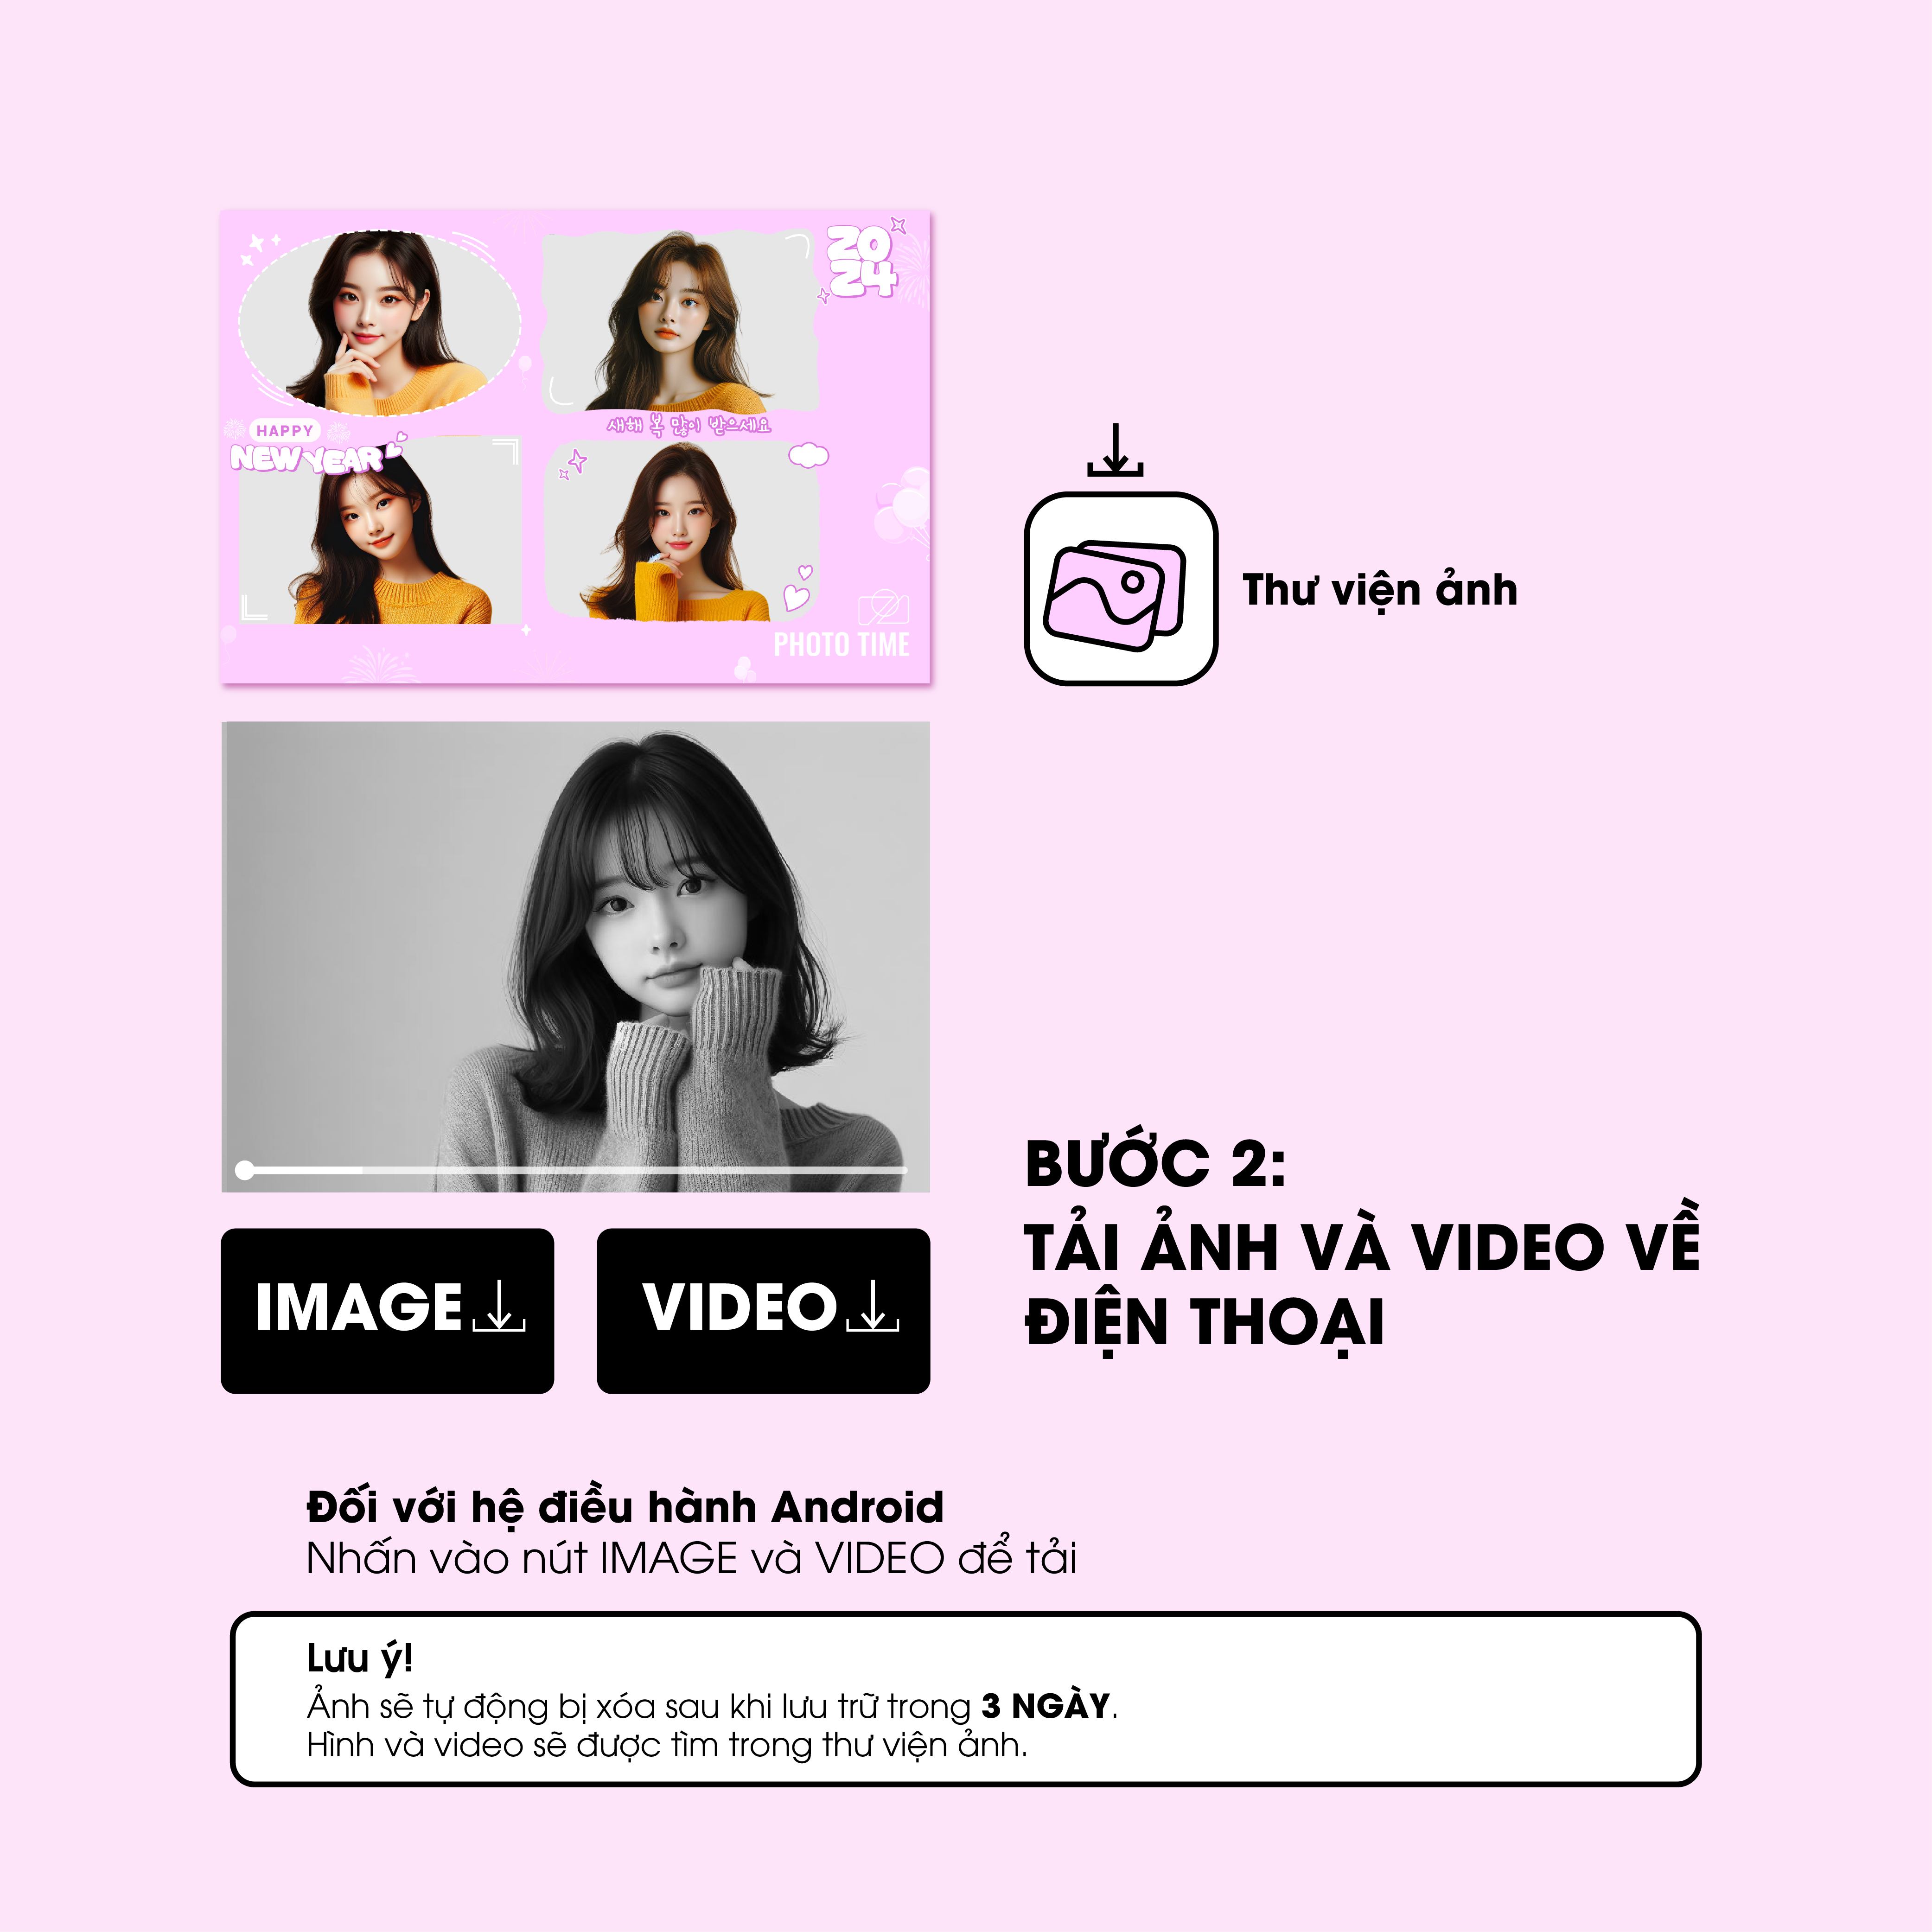 20
24
새해 복 많이 받으세요
HAPPY
NEW YEAR
PHOTO TIME
Thư viện ảnh
IMAGE
VIDEO
BƯỚC 2:
TẢI ẢNH VÀ VIDEO VỀ
ĐIỆN THOẠI
Đối với hệ điều hành Android
Nhấn vào nút IMAGE và VIDEO để tải
Lưu ý!
Ảnh sẽ tự động bị xóa sau khi lưu trữ trong 3 NGÀY.
Hình và video sẽ được tìm trong thư viện ảnh.